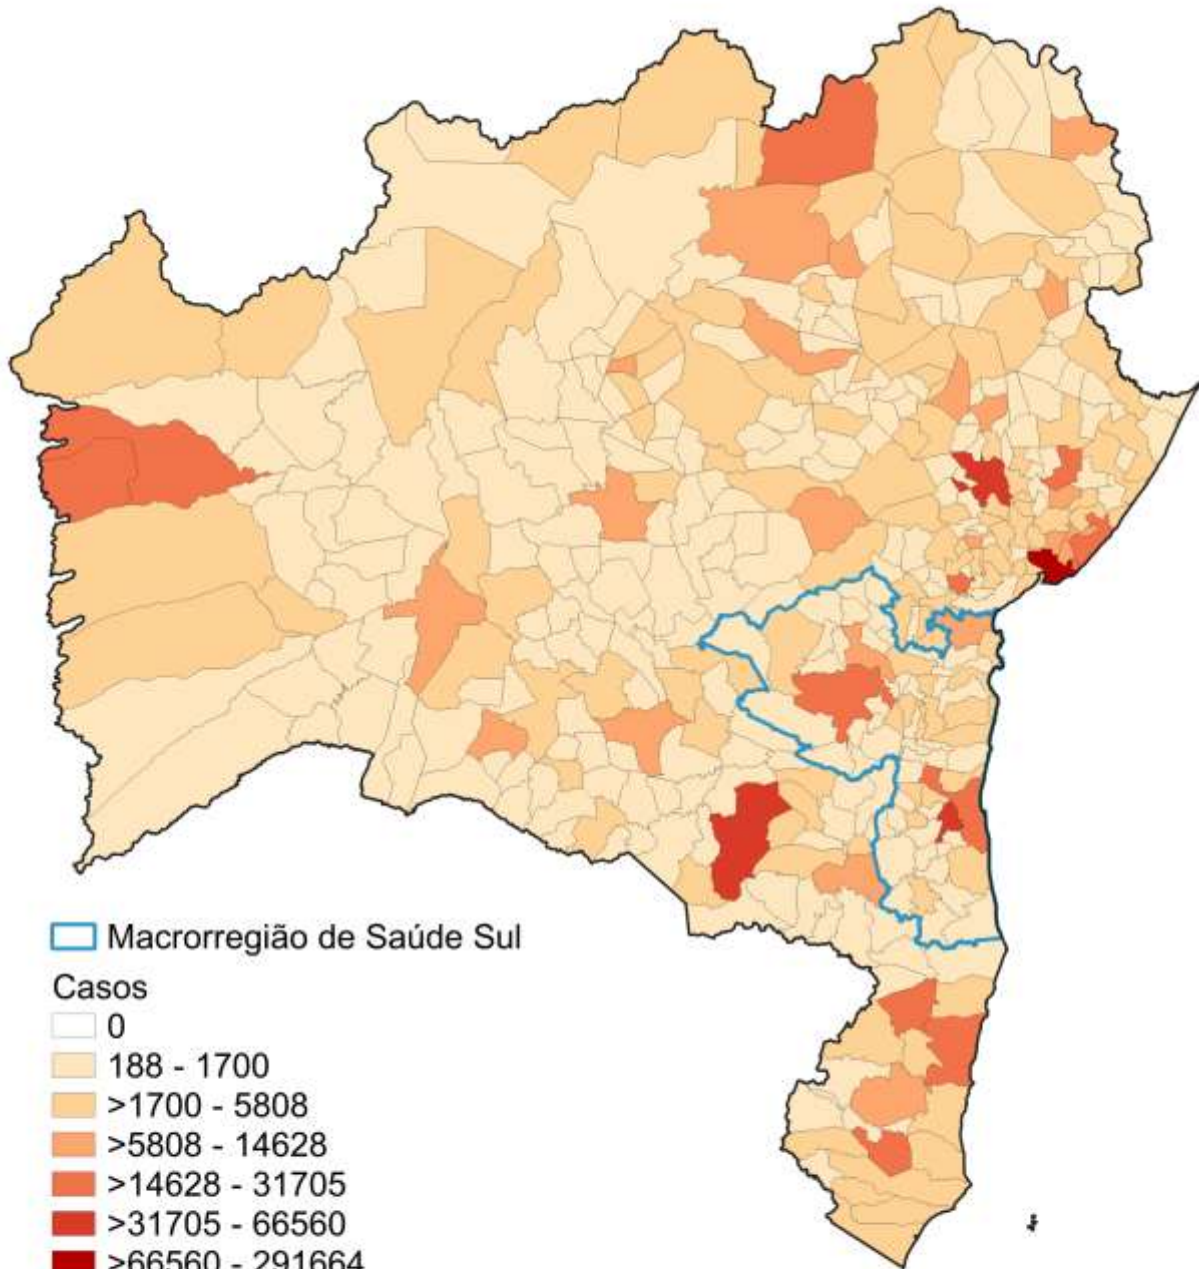 Macrorregião de Saúde Sul
Casos
0
188 - 1700
>1700 - 5808
>5808 - 14628
>14628 - 31705
>31705 - 66560
>66560 - 291664